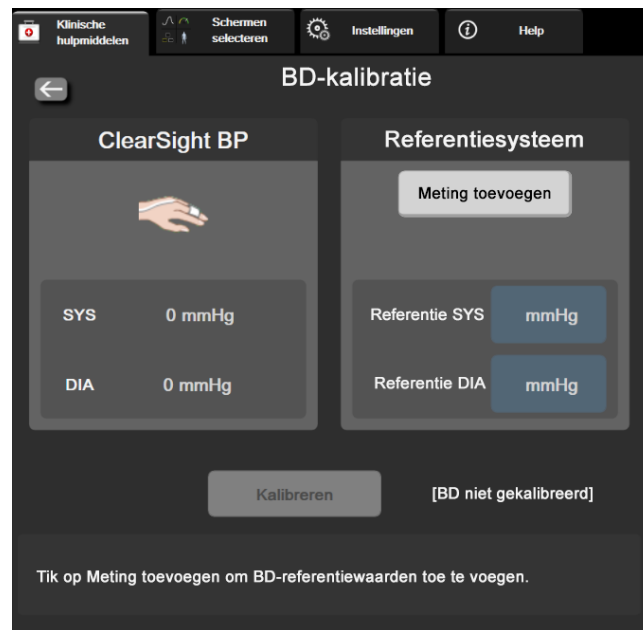 Klinische
hulpmiddelen
Schermen
selecteren
Instellingen
Help
BD-kalibratie
ClearSight BP
Referentiesysteem
Meting toevoegen
SYS 0 mmHg
Referentie SYS mmHg
DIA 0 mmHg
Referentie DIA mmHg
Kalibreren
[BD niet gekalibreerd]
Tik op Meting toevoegen om BD-referentiewaarden toe te voegen.